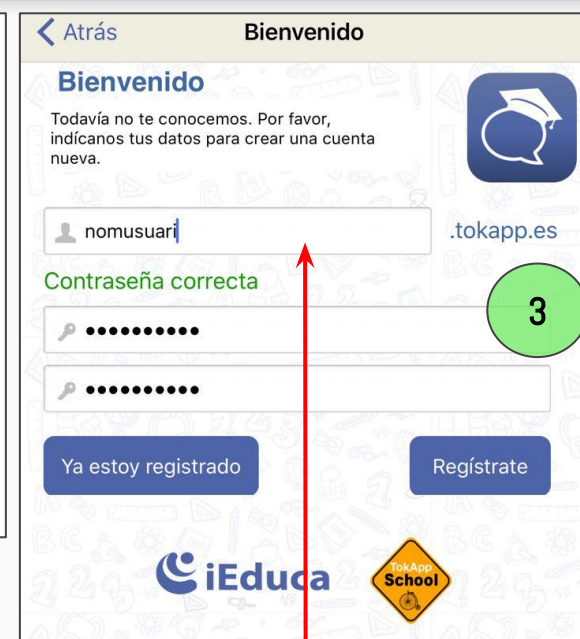 Atrás
Bienvenido
Bienvenido
Todavía no te conocemos. Por favor,
indícanos tus datos para crear una cuenta
nueva.
nomusuari
.tokapp.es
Contraseña correcta
3
••••••••••
••••••••••
Ya estoy registrado
Regístrate
iEduca
TokApp
School